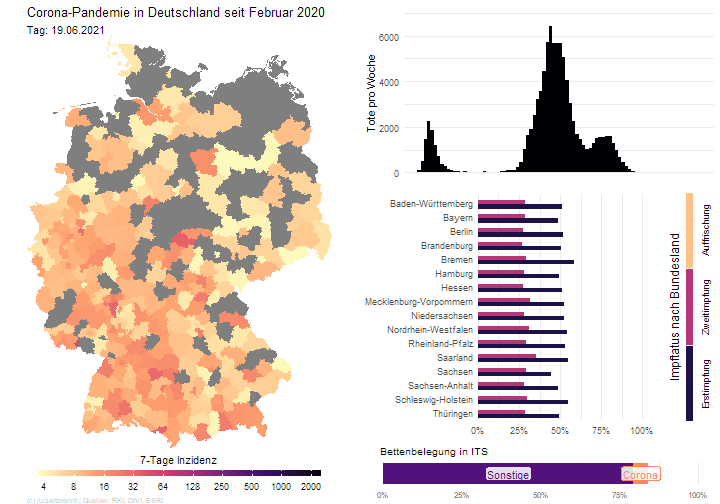 Corona-Pandemie in Deutschland seit Februar 2020
Tag: 19.06.2021
7-Tage Inzidenz
4 8 16 32 64 128 256 500 1000 2000
(c) /u/zeitbrennt | Quellen: RKI, DIVI, ESRI
Tote pro Woche
6000
4000
2000
0
Baden-Württemberg
Bayern
Berlin
Brandenburg
Bremen
Hamburg
Hessen
Mecklenburg-Vorpommern
Niedersachsen
Nordrhein-Westfalen
Rheinland-Pfalz
Saarland
Sachsen
Sachsen-Anhalt
Schleswig-Holstein
Thüringen
0% 25% 50% 75% 100%
Impfstatus nach Bundesland
Auffrischung
Zweitimpfung
Erstimpfung
Bettenbelegung in ITS
Sonstige Corona
0% 25% 50% 75% 100%